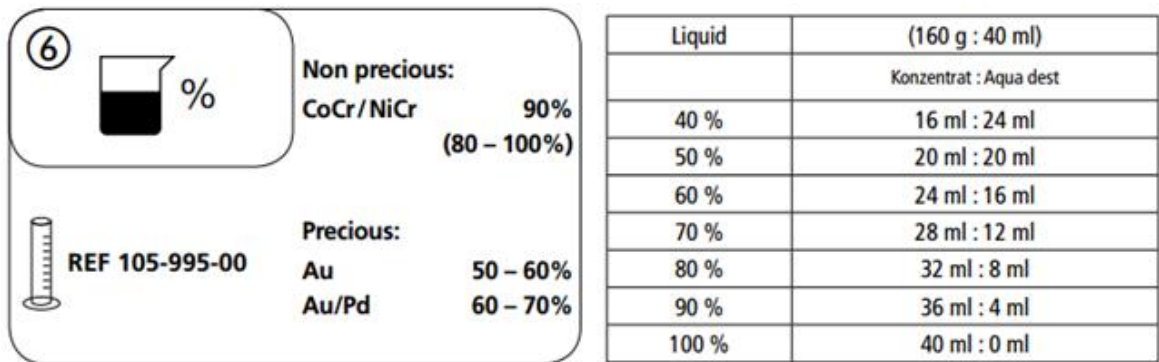 6
%
Non precious:
CoCr/NiCr 90%
(80 – 100%)
REF 105-995-00
Precious:
Au 50 – 60%
Au/Pd 60 – 70%
Liquid (160 g : 40 ml)
Konzentrat : Aqua dest
40 % 16 ml : 24 ml
50 % 20 ml : 20 ml
60 % 24 ml : 16 ml
70 % 28 ml : 12 ml
80 % 32 ml : 8 ml
90 % 36 ml : 4 ml
100 % 40 ml : 0 ml